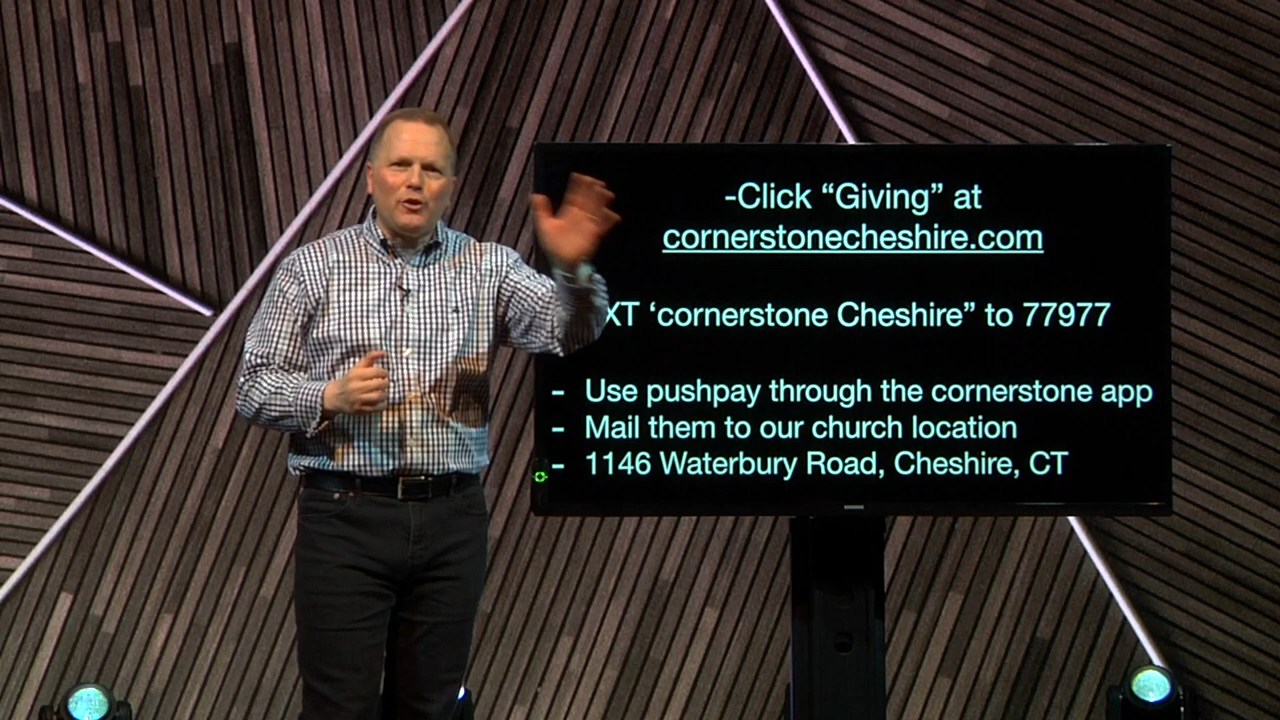 -Click “Giving” at
cornerstonecheshire.com
XT ‘cornerstone Cheshire” to 77977
- Use pushpay through the cornerstone app
- Mail them to our church location
- 1146 Waterbury Road, Cheshire, CT